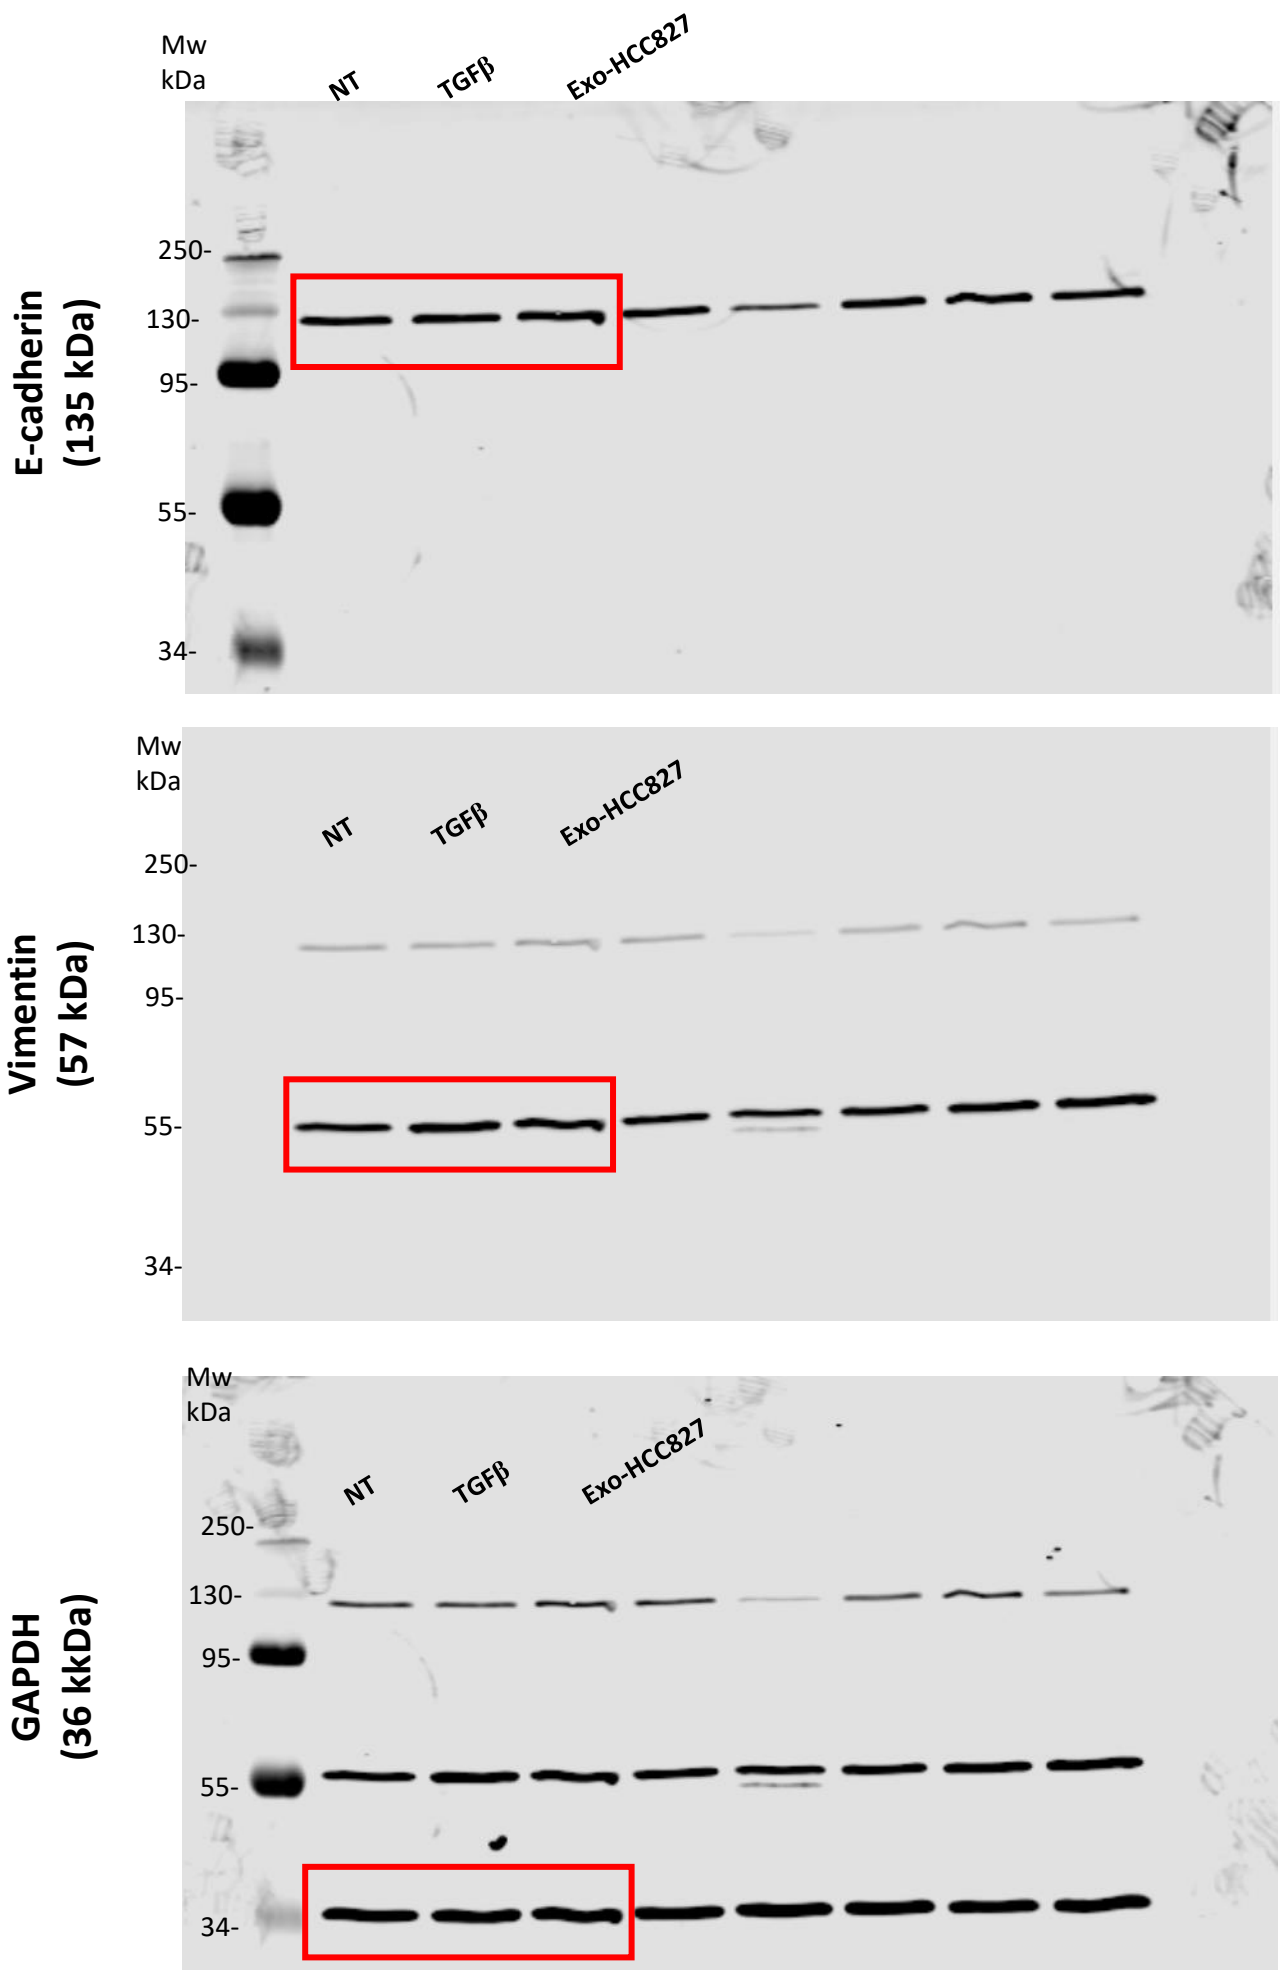 Mw
kDa
NT
TGFβ
Exo-HCC827
250-
130-
95-
55-
34-
E-cadherin
(135 kDa)
Mw
kDa
NT
TGFβ
Exo-HCC827
250-
130-
95-
55-
34-
Vimentin
(57 kDa)
Mw
kDa
NT
TGFβ
Exo-HCC827
250-
130-
95-
55-
34-
GAPDH
(36 kkDa)